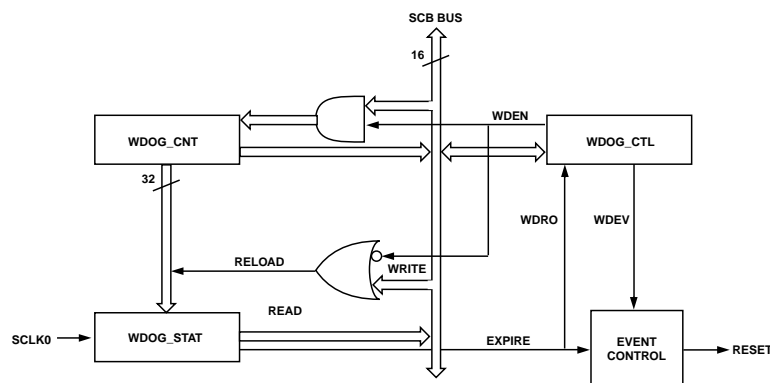 SCB BUS
16
WDOG_CNT
WDEN
WDOG_CTL
32
WDRO
WDEV
RELOAD
WRITE
READ
SCLK0
WDOG_STAT
EXPIRE
EVENT
CONTROL
RESET